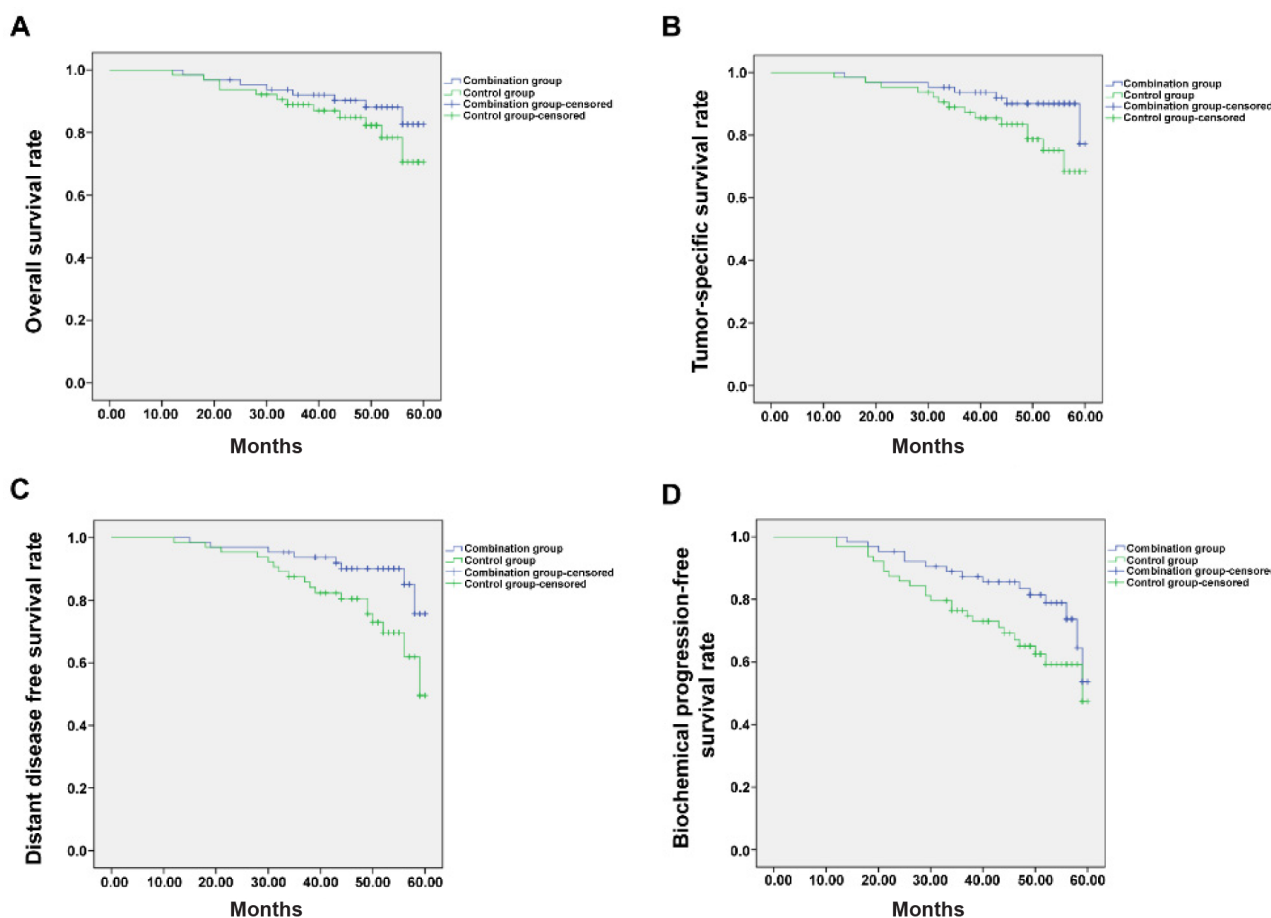 A
Overall survival rate
1.0
0.8
0.6
0.4
0.2
0.0
0.00 10.00 20.00 30.00 40.00 50.00 60.00
Months
Combination group
Control group
Combination group-censored
Control group-censored
B
Tumor-specific survival rate
1.0
0.8
0.6
0.4
0.2
0.0
0.00 10.00 20.00 30.00 40.00 50.00 60.00
Months
Combination group
Control group
Combination group-censored
Control group-censored
C
Distant disease free survival rate
1.0
0.8
0.6
0.4
0.2
0.0
0.00 10.00 20.00 30.00 40.00 50.00 60.00
Months
Combination group
Control group
Combination group-censored
Control group-censored
D
Biochemical progression-free
survival rate
1.0
0.8
0.6
0.4
0.2
0.0
0.00 10.00 20.00 30.00 40.00 50.00 60.00
Months
Combination group
Control group
Combination group-censored
Control group-censored